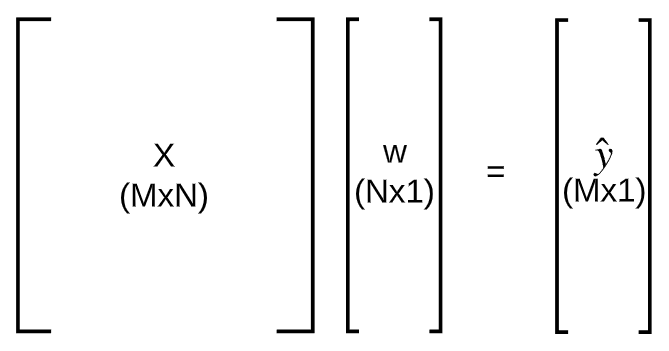 X
(MxN)
w
(Nx1)
=
ŷ
(Mx1)